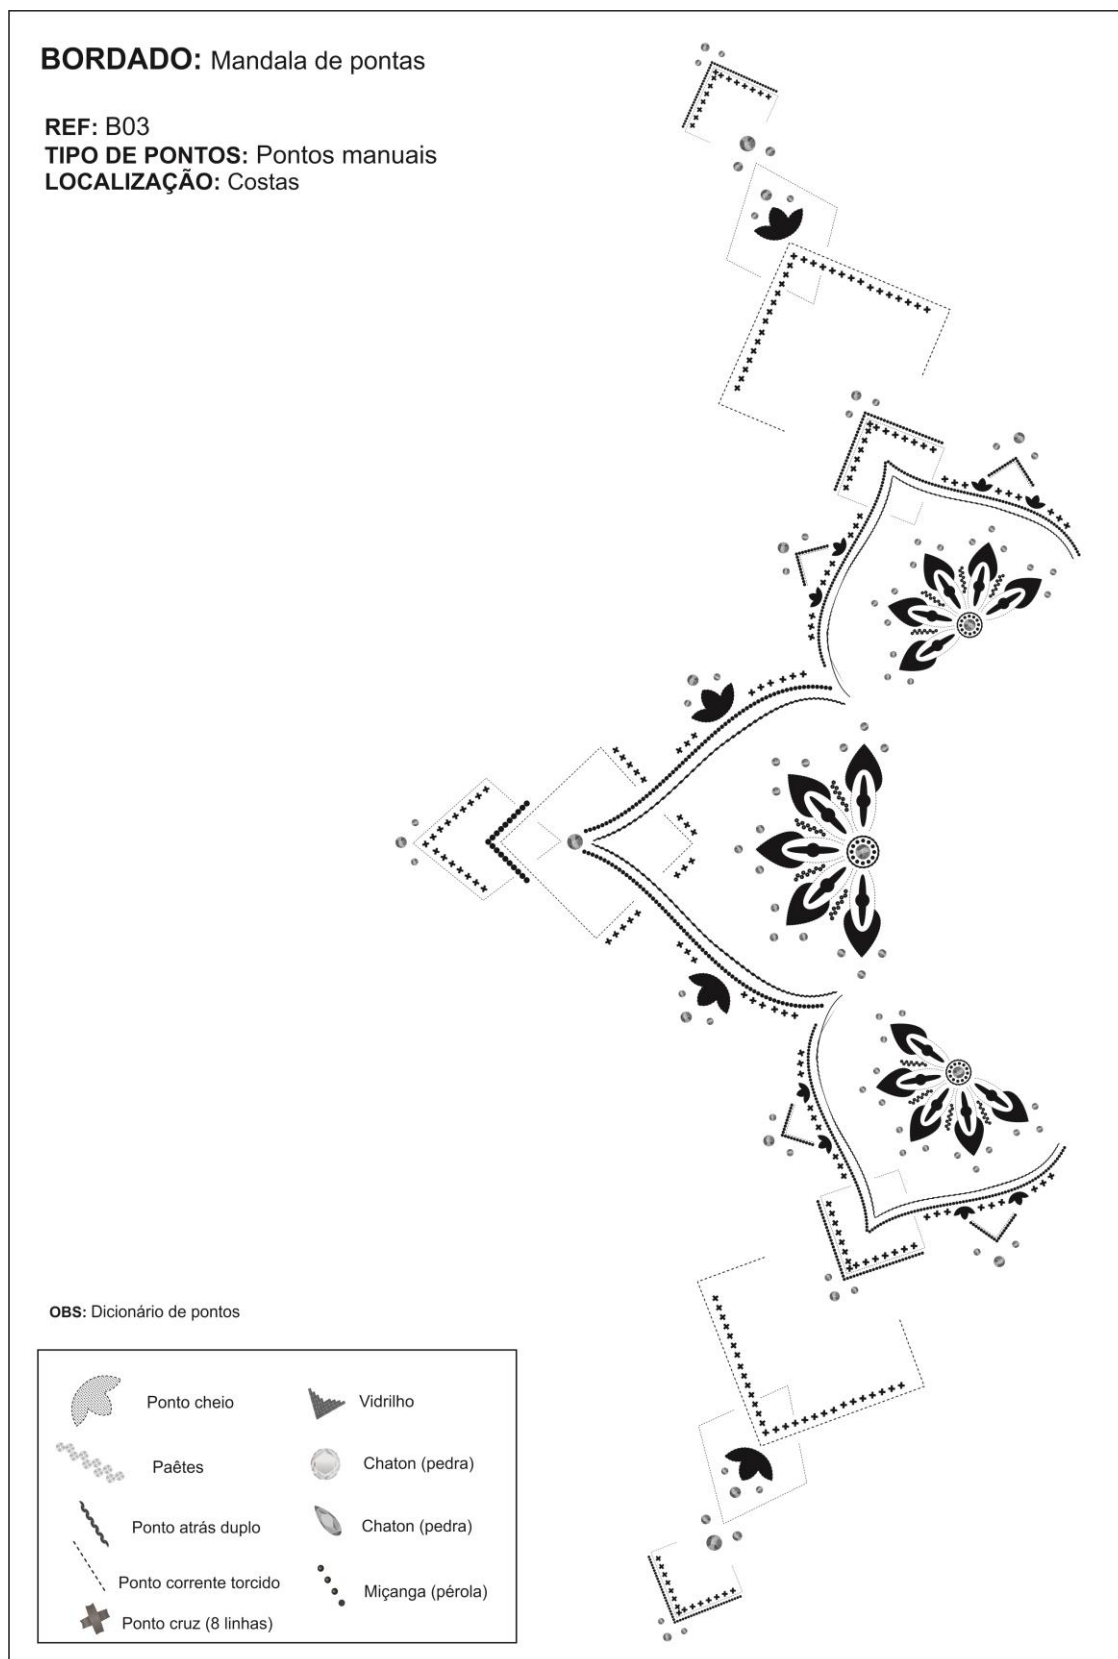 BORDADO: Mandala de pontas
REF: B03
TIPO DE PONTOS: Pontos manuais
LOCALIZAÇÃO: Costas
OBS: Dicionário de pontos
Ponto cheio
Vidrilho
Paêtes
Chaton (pedra)
Ponto atrás duplo
Chaton (pedra)
Ponto corrente torcido
Miçanga (pérola)
Ponto cruz (8 linhas)